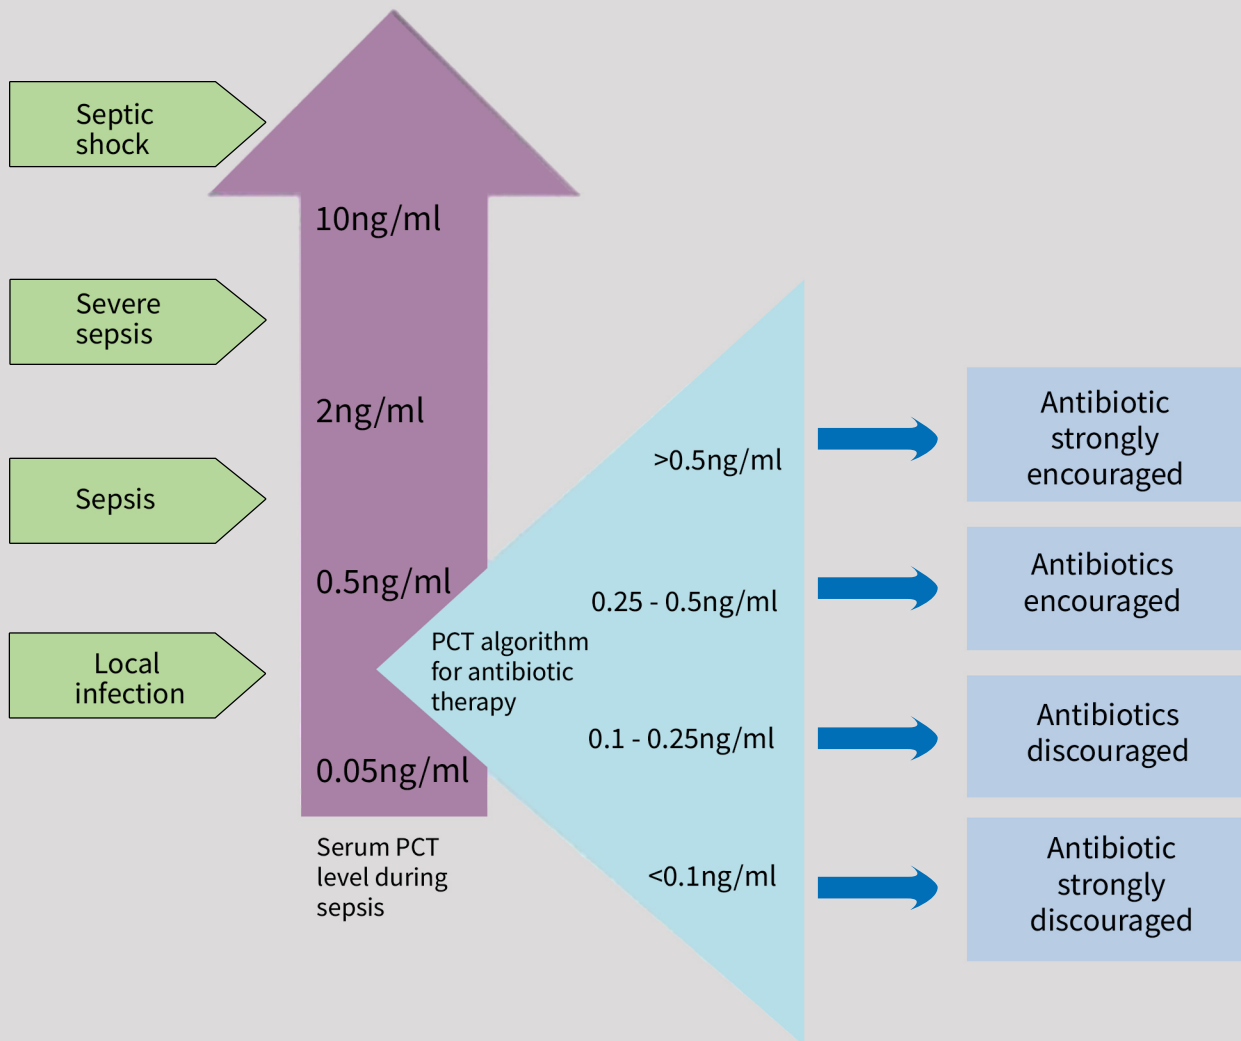 Septic
shock
Severe
sepsis
Sepsis
Local
infection
10ng/ml
2ng/ml
0.5ng/ml
0.05ng/ml
Serum PCT
level during
sepsis
PCT algorithm
for antibiotic
therapy
>0.5ng/ml
0.25 - 0.5ng/ml
0.1 - 0.25ng/ml
<0.1ng/ml
Antibiotic
strongly
encouraged
Antibiotics
encouraged
Antibiotics
discouraged
Antibiotic
strongly
discouraged